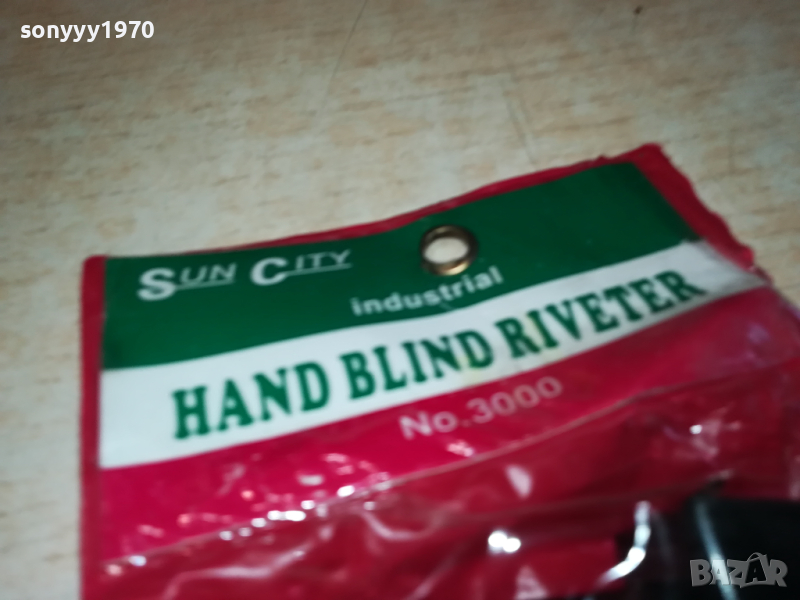 sonyyy1970
SUN CITY
industrial
HAND BLIND RIVETER
No.3000
BAZAR